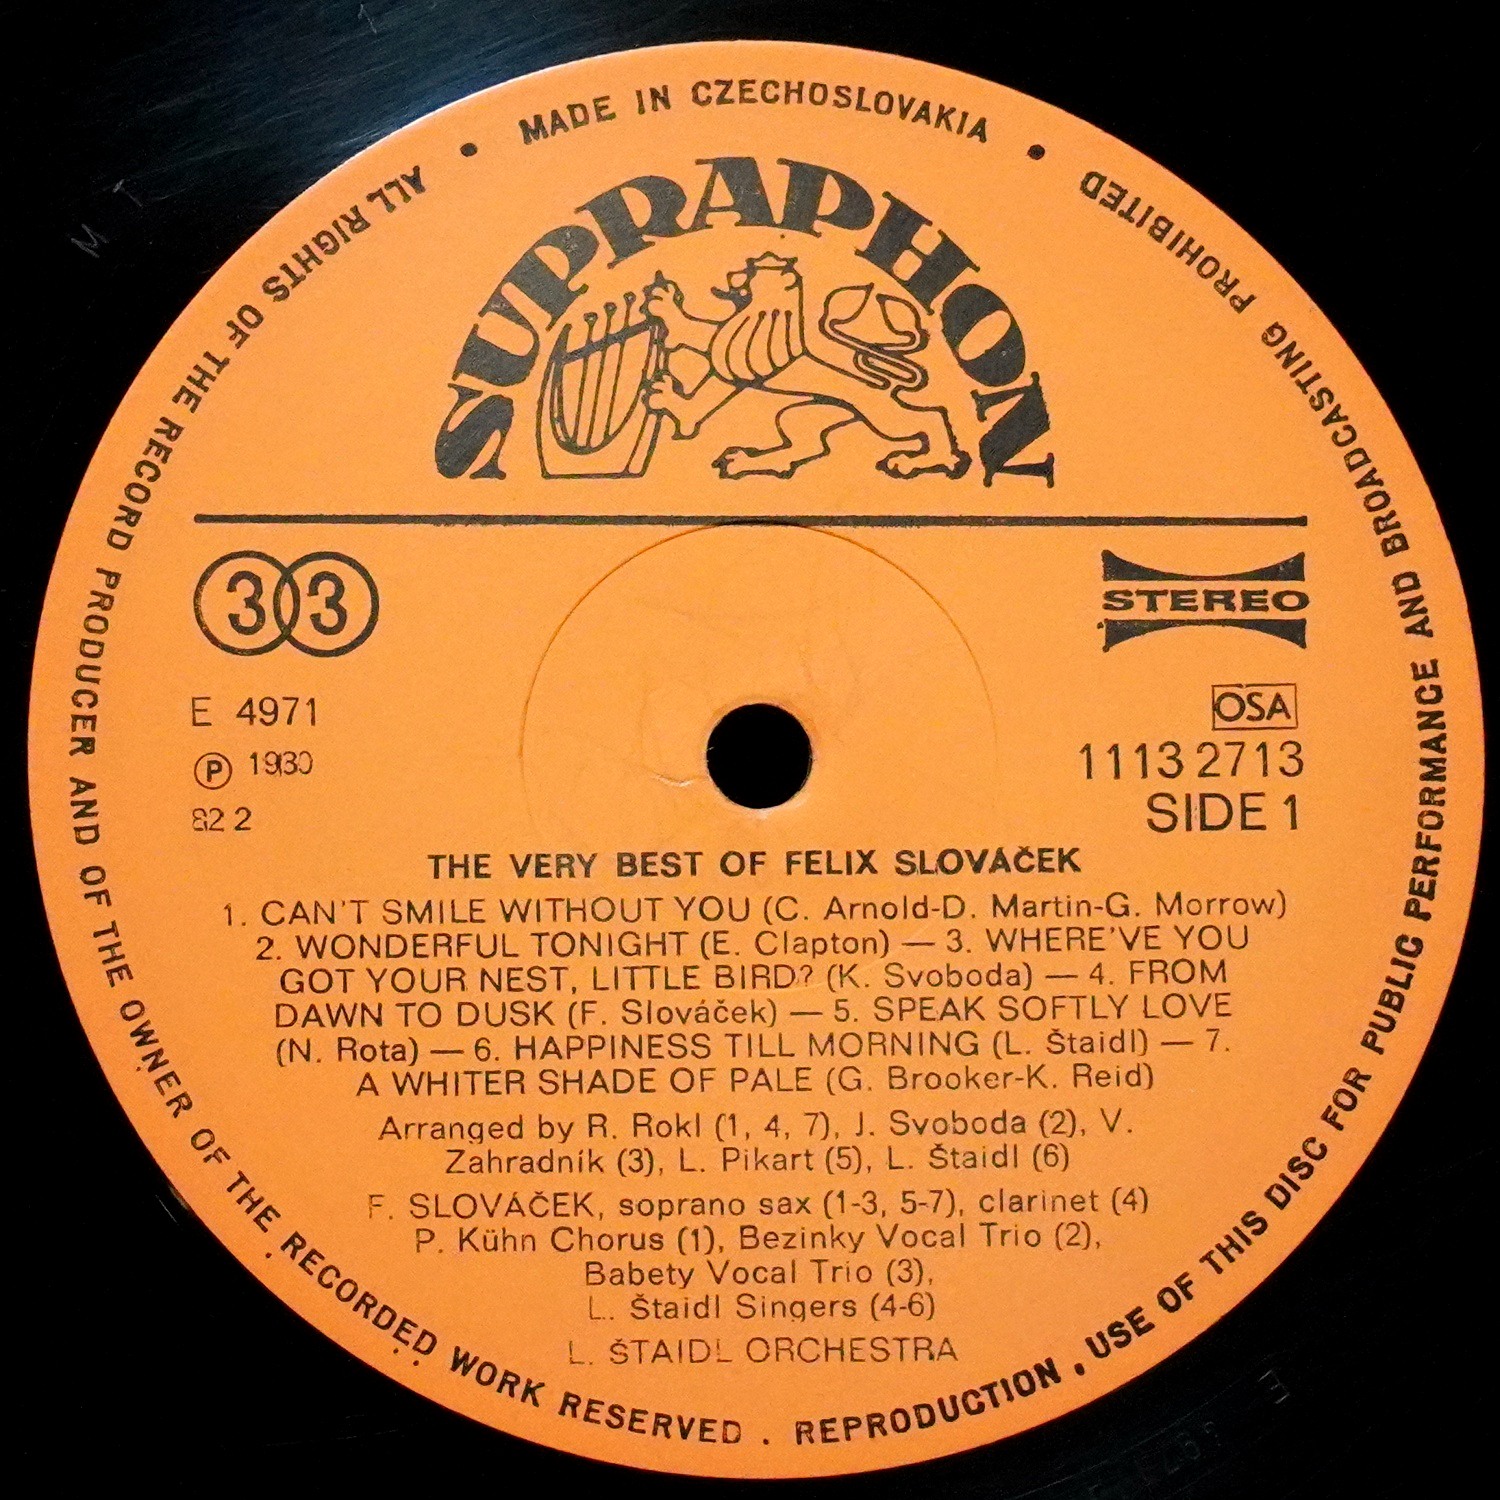 MADE IN CZECHOSLOVAKIA
ALL RIGHTS OF THE RECORD PRODUCER AND OF THE OWNER OF THE RECORDED WORK RESERVED . REPRODUCTION . USE OF THIS DISC FOR PUBLIC PERFORMANCE AND BROADCASTING PROHIBITED
SUPRAPHON
33
STEREO
E 4971
OSA
Ⓟ 1980
1113 2713
82 2
SIDE 1
THE VERY BEST OF FELIX SLOVÁČEK
1. CAN'T SMILE WITHOUT YOU (C. Arnold-D. Martin-G. Morrow)
2. WONDERFUL TONIGHT (E. Clapton) — 3. WHERE'VE YOU
GOT YOUR NEST, LITTLE BIRD? (K. Svoboda) — 4. FROM
DAWN TO DUSK (F. Slováček) — 5. SPEAK SOFTLY LOVE
(N. Rota) — 6. HAPPINESS TILL MORNING (L. Štaidl) — 7.
A WHITER SHADE OF PALE (G. Brooker-K. Reid)
Arranged by R. Rokl (1, 4, 7), J. Svoboda (2), V.
Zahradník (3), L. Pikart (5), L. Štaidl (6)
F. SLOVÁČEK, soprano sax (1-3, 5-7), clarinet (4)
P. Kühn Chorus (1), Bezinky Vocal Trio (2),
Babety Vocal Trio (3),
L. Štaidl Singers (4-6)
L. ŠTAIDL ORCHESTRA